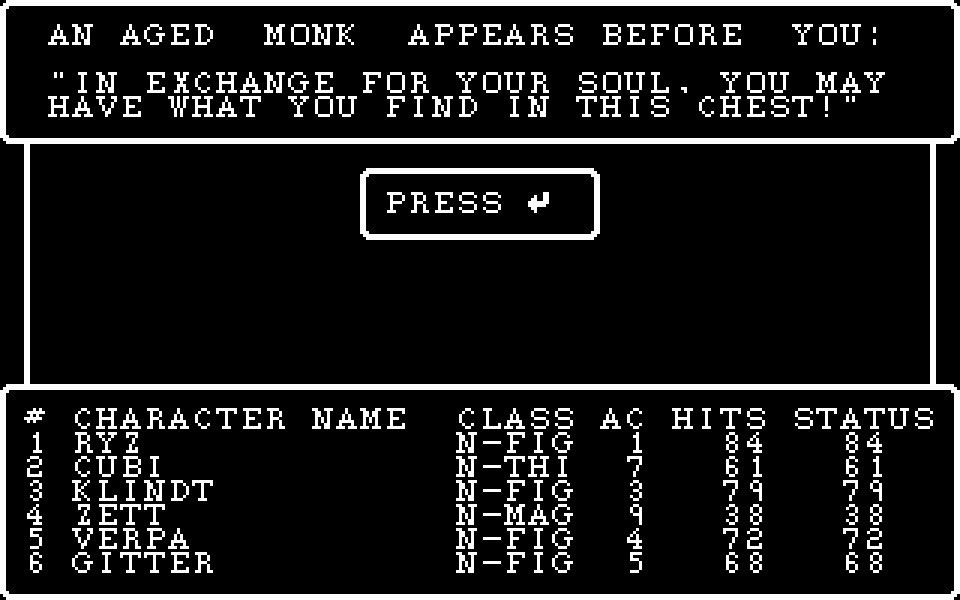 AN AGED MONK APPEARS BEFORE YOU:
"IN EXCHANGE FOR YOUR SOUL, YOU MAY
HAVE WHAT YOU FIND IN THIS CHEST!"
PRESS ↵
# CHARACTER NAME CLASS AC HITS STATUS
1 RYZ N-FIG 1 84 84
2 CUBI N-THI 7 61 61
3 KLINDT N-FIG 3 79 79
4 ZETT N-MAG 9 38 38
5 VERPA N-FIG 4 72 72
6 GITTER N-FIG 5 68 68